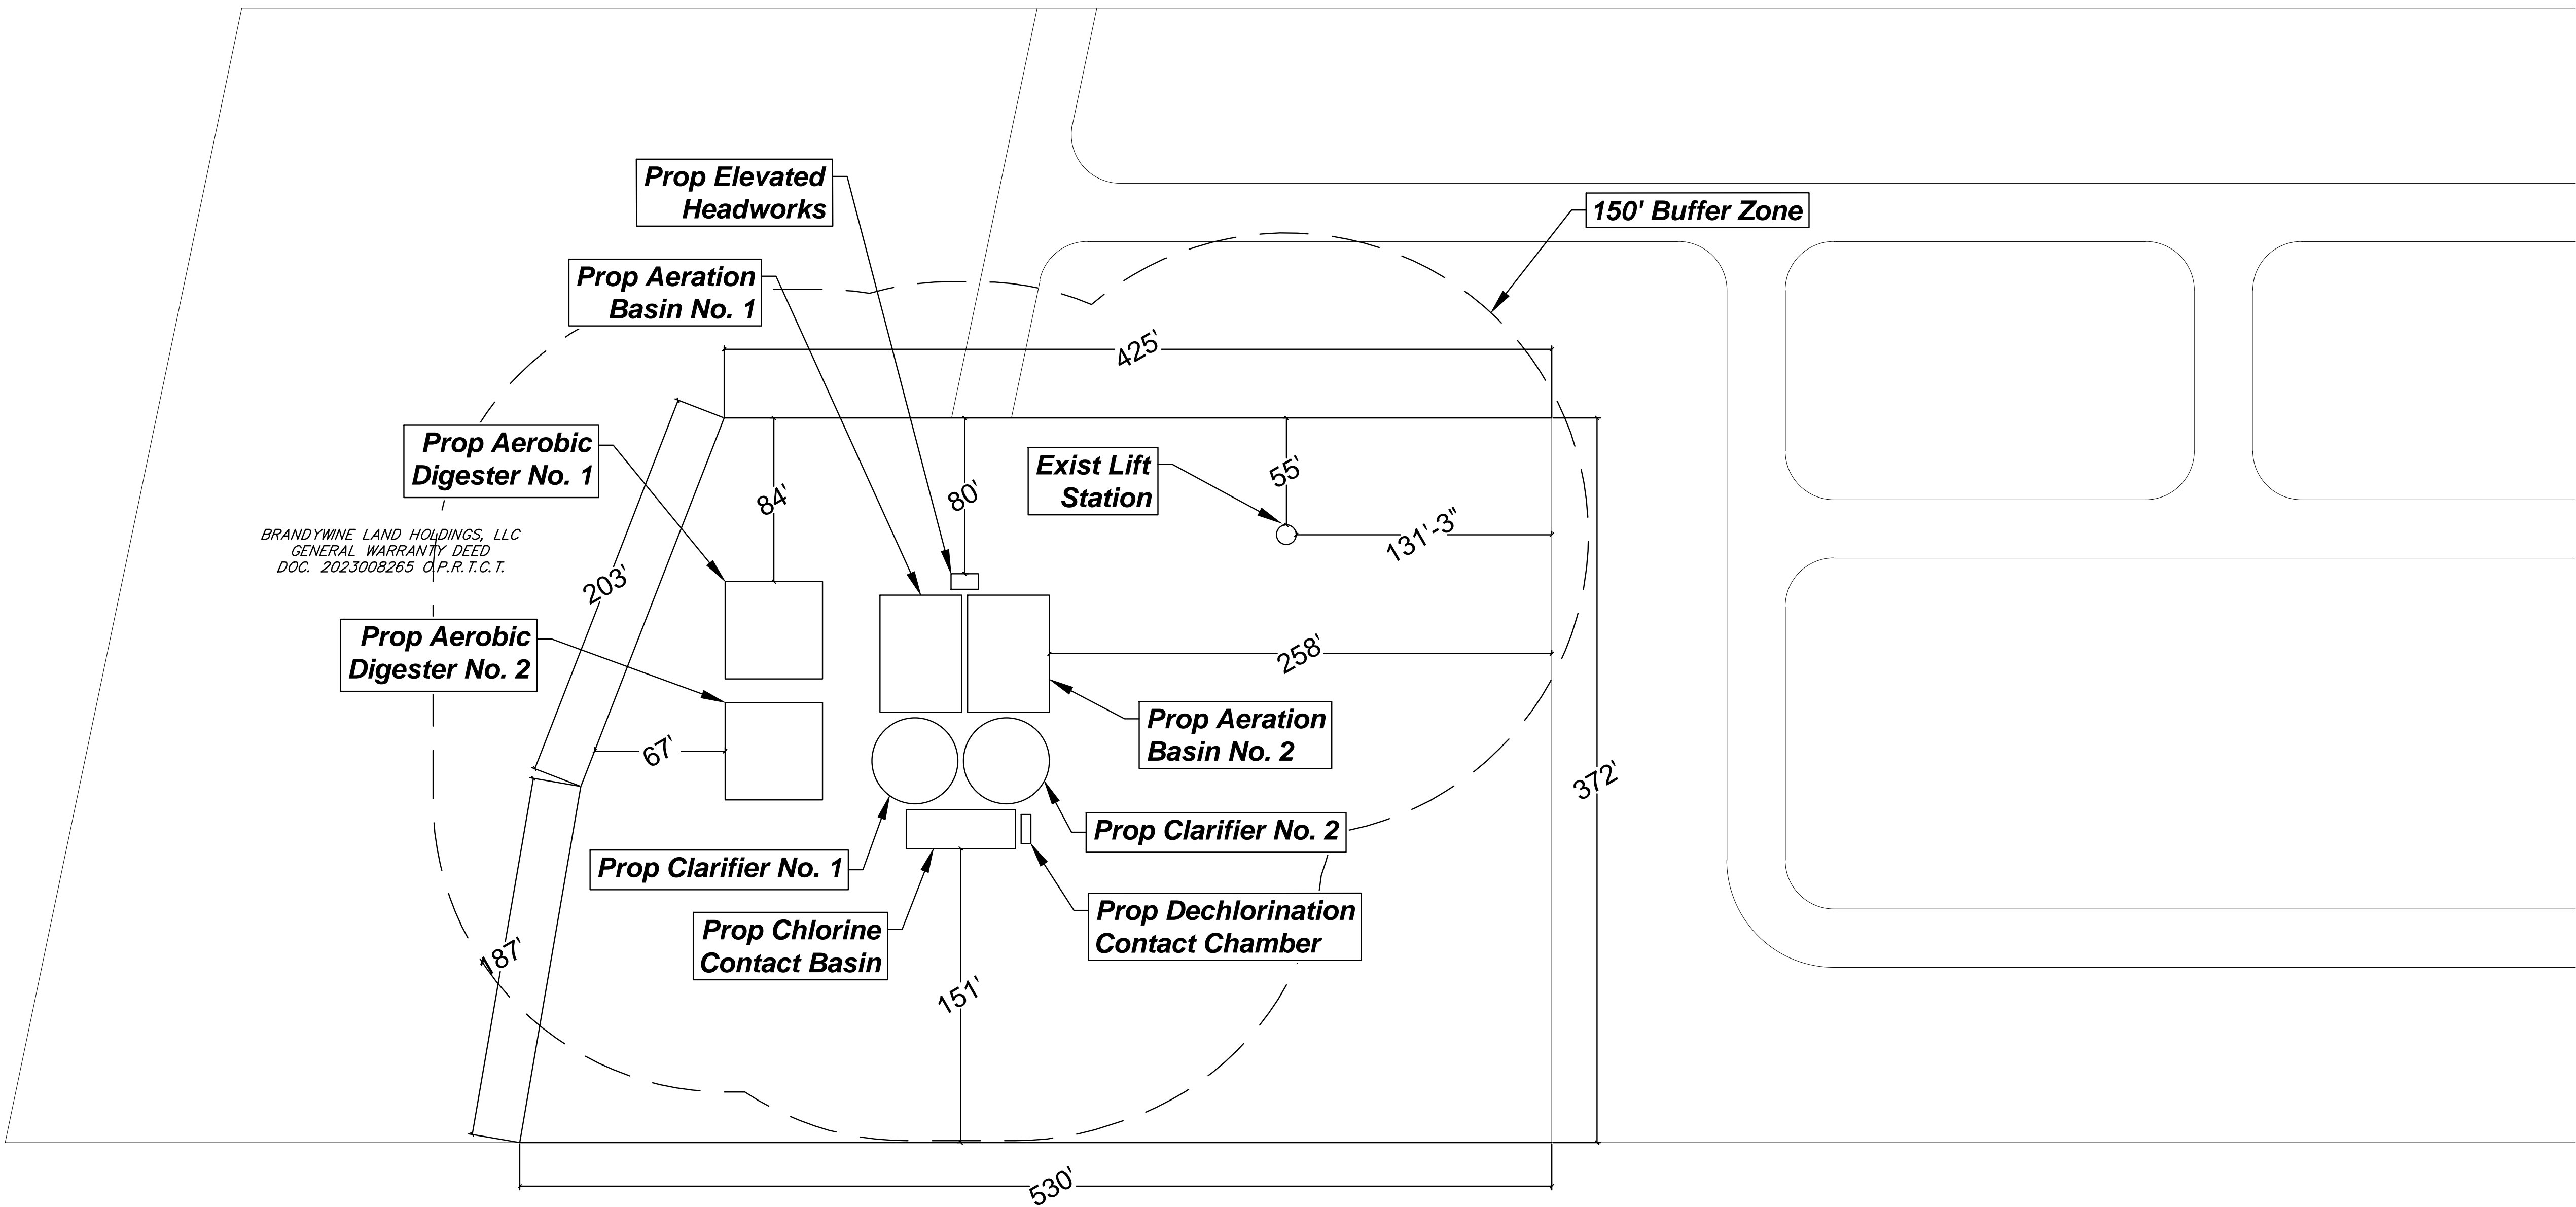 Prop Elevated
Headworks
150' Buffer Zone
Prop Aeration
Basin No. 1
425'
Prop Aerobic
Digester No. 1
Exist Lift
Station
55'
84'
80'
131'-3"
BRANDYWINE LAND HOLDINGS, LLC
GENERAL WARRANTY DEED
DOC. 2023008265 O.P.R.T.C.T.
203'
Prop Aerobic
Digester No. 2
258'
67'
Prop Aeration
Basin No. 2
372'
Prop Clarifier No. 2
Prop Clarifier No. 1
Prop Dechlorination
Contact Chamber
Prop Chlorine
Contact Basin
187'
151'
530'